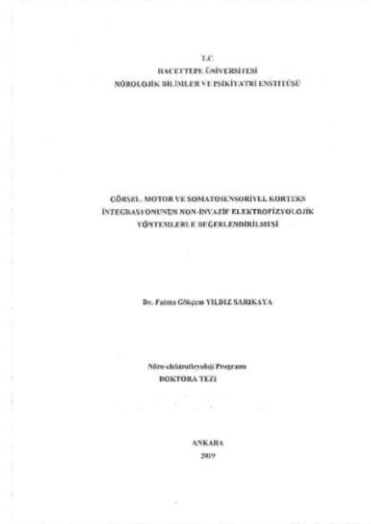 T.C.
HACETTEPE ÜNİVERSİTESİ
NÖROLOJİK BİLİMLER VE PSİKİYATRİ ENSTİTÜSÜ
GÖRSEL, MOTOR VE SOMATOSENSORİYEL KORTEKS
İNTEGRASYONUNUN NON-İNVAZİF ELEKTROFİZYOLOJİK
YÖNTEMLERLE DEĞERLENDİRİLMESİ
Dr. Fatma Gökçem YILDIZ SARIKAYA
Nöro-elektrofizyoloji Programı
DOKTORA TEZİ
ANKARA
2019